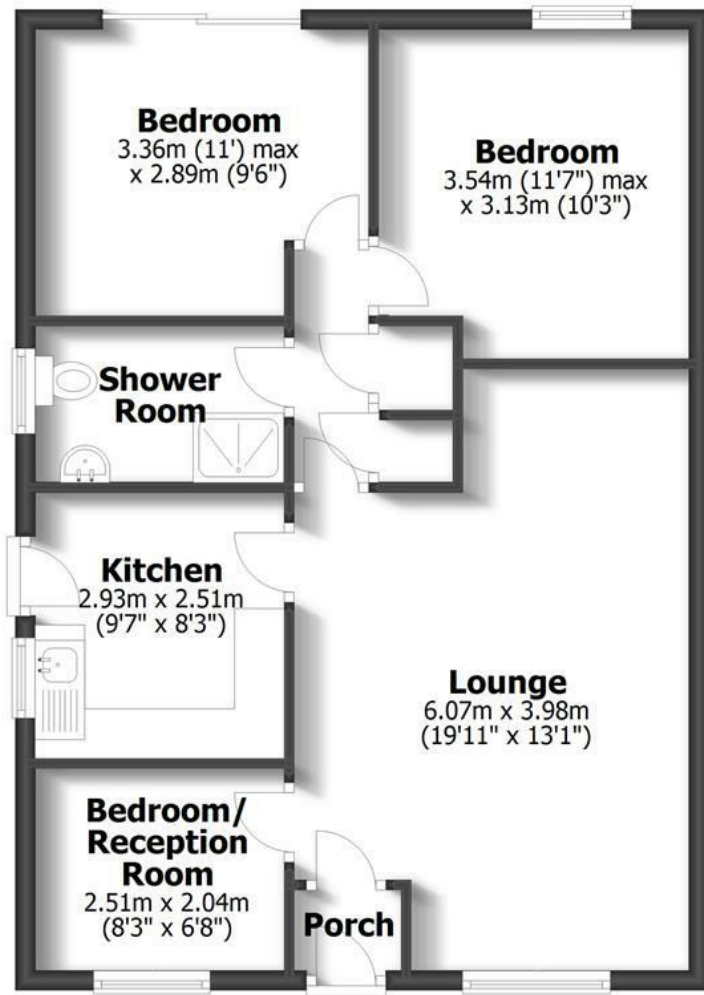 Bedroom
3.36m (11') max
x 2.89m (9'6")
Bedroom
3.54m (11'7") max
x 3.13m (10'3")
Shower
Room
Kitchen
2.93m x 2.51m
(9'7" x 8'3")
Lounge
6.07m x 3.98m
(19'11" x 13'1")
Bedroom/
Reception
Room
2.51m x 2.04m
(8'3" x 6'8")
Porch